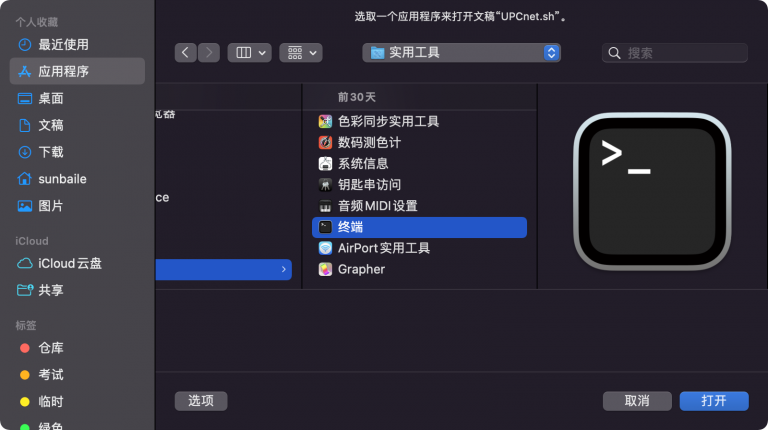 选取一个应用程序来打开文稿“UPCnet.sh”。
个人收藏
最近使用
应用程序
桌面
文稿
下载
sunbaile
图片
iCloud
iCloud云盘
共享
标签
仓库
考试
临时
绿色
实用工具
搜索
览器
ce
前30天
色彩同步实用工具
数码测色计
系统信息
钥匙串访问
音频MIDI设置
终端
AirPort实用工具
Grapher
>_
选项
取消
打开